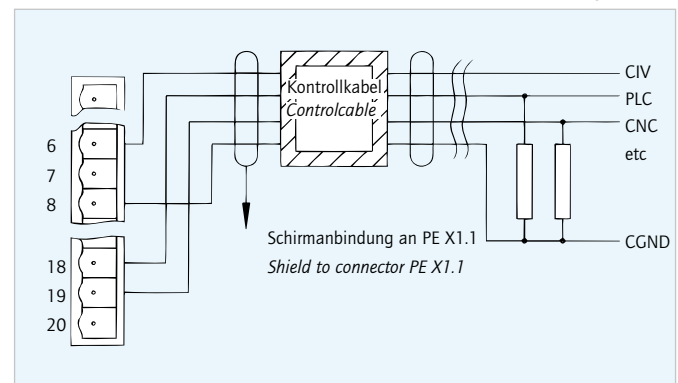 6
7
8
18
19
20
Kontrollkabel
Controlcable
CIV
PLC
CNC
etc
CGND
Schirmanbindung an PE X1.1
Shield to connector PE X1.1